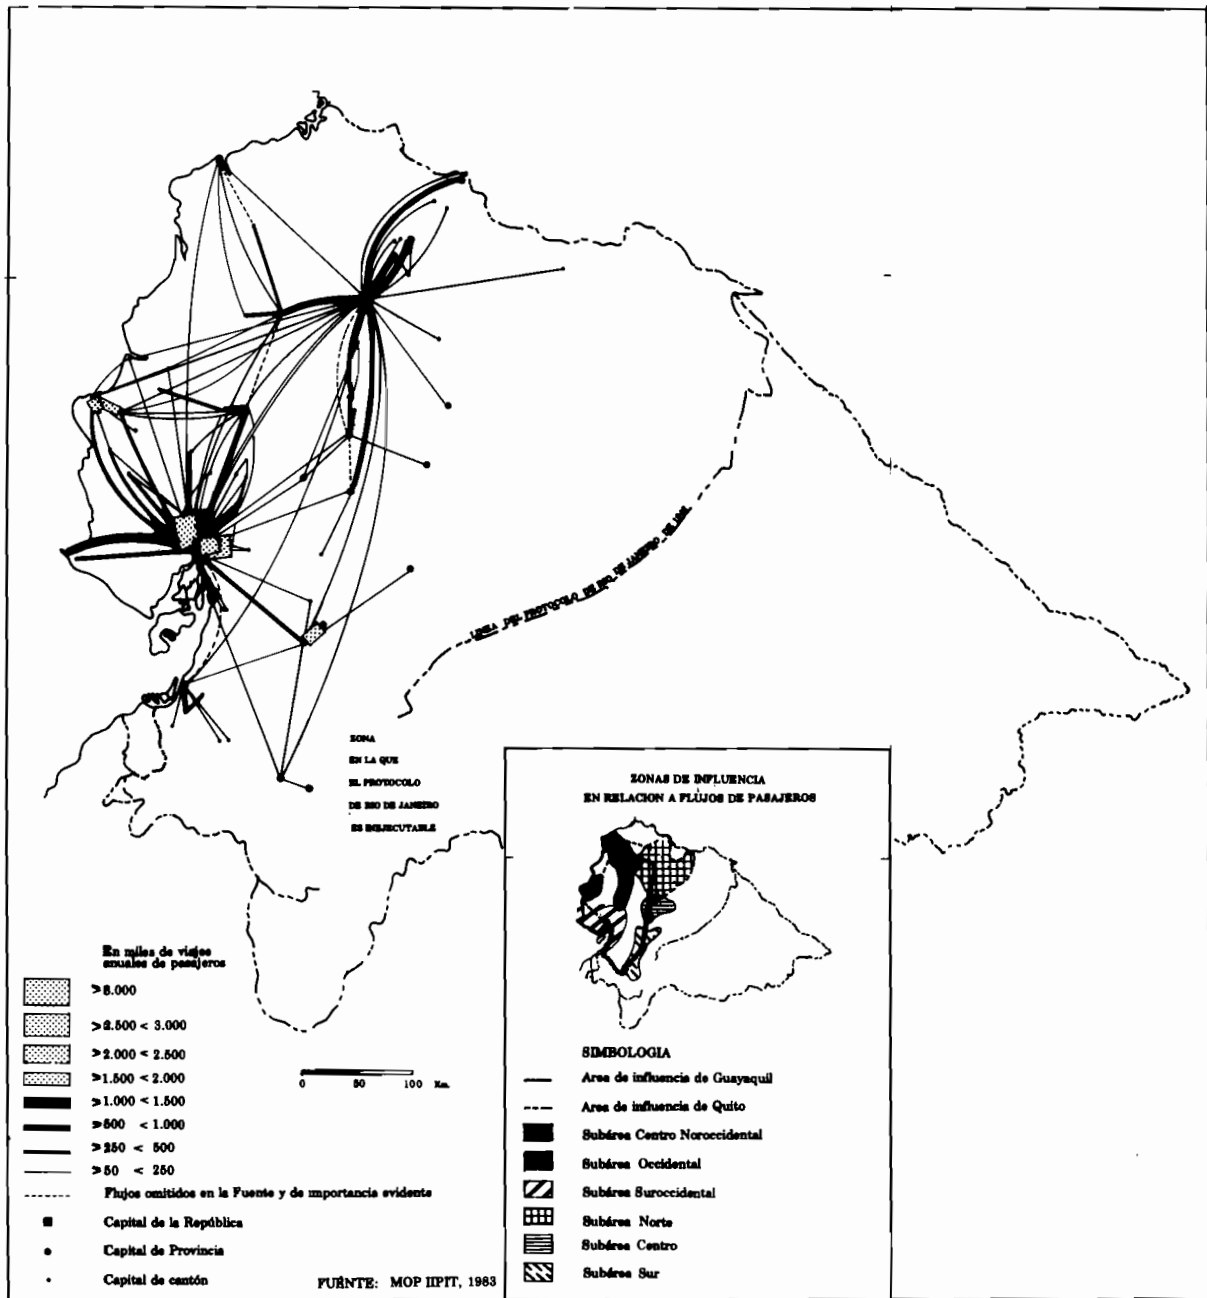 LINEA DEL PROTOCOLO DE RIO DE JANEIRO DE
ZONA
EN LA QUE
EL PROTOCOLO
DE RIO DE JANEIRO
ES INEJECUTABLE
ZONAS DE INFLUENCIA
EN RELACION A FLUJOS DE PASAJEROS
En miles de viajes
anuales de pasajeros
>8.000
>2.500 < 3.000
>2.000 < 2.500
>1.500 < 2.000
>1.000 < 1.500
>500 < 1.000
>250 < 500
>50 < 250
Flujos omitidos en la Fuente y de importancia evidente
Capital de la República
Capital de Provincia
Capital de cantón
0 50 100 Km.
FUENTE: MOP IIPIT, 1983
SIMBOLOGIA
Area de influencia de Guayaquil
Area de influencia de Quito
Subárea Centro Noroccidental
Subárea Occidental
Subárea Suroccidental
Subárea Norte
Subárea Centro
Subárea Sur